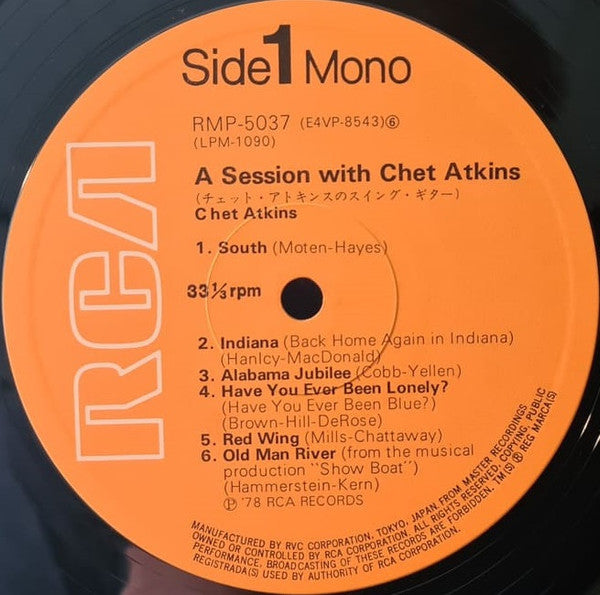 Side 1 Mono
RMP-5037 (E4VP-8543)⑥
(LPM-1090)
A Session with Chet Atkins
(チェット・アトキンスのスイング・ギター)
Chet Atkins
1. South (Moten-Hayes)
33 1/3 rpm
2. Indiana (Back Home Again in Indiana)
(Hanlcy-MacDonald)
3. Alabama Jubilee (Cobb-Yellen)
4. Have You Ever Been Lonely?
(Have You Ever Been Blue?)
(Brown-Hill-DeRose)
5. Red Wing (Mills-Chattaway)
6. Old Man River (from the musical
production "Show Boat")
(Hammerstein-Kern)
Ⓟ '78 RCA RECORDS
RCA
MANUFACTURED BY RVC CORPORATION, TOKYO, JAPAN, FROM MASTER RECORDINGS
OWNED OR CONTROLLED BY RCA CORPORATION. ALL RIGHTS RESERVED. COPYING, PUBLIC
PERFORMANCE, BROADCASTING OF THESE RECORDS ARE FORBIDDEN. TM(S) ® REG MARCA(S)
REGISTRADA(S) USED BY AUTHORITY OF RCA CORPORATION.